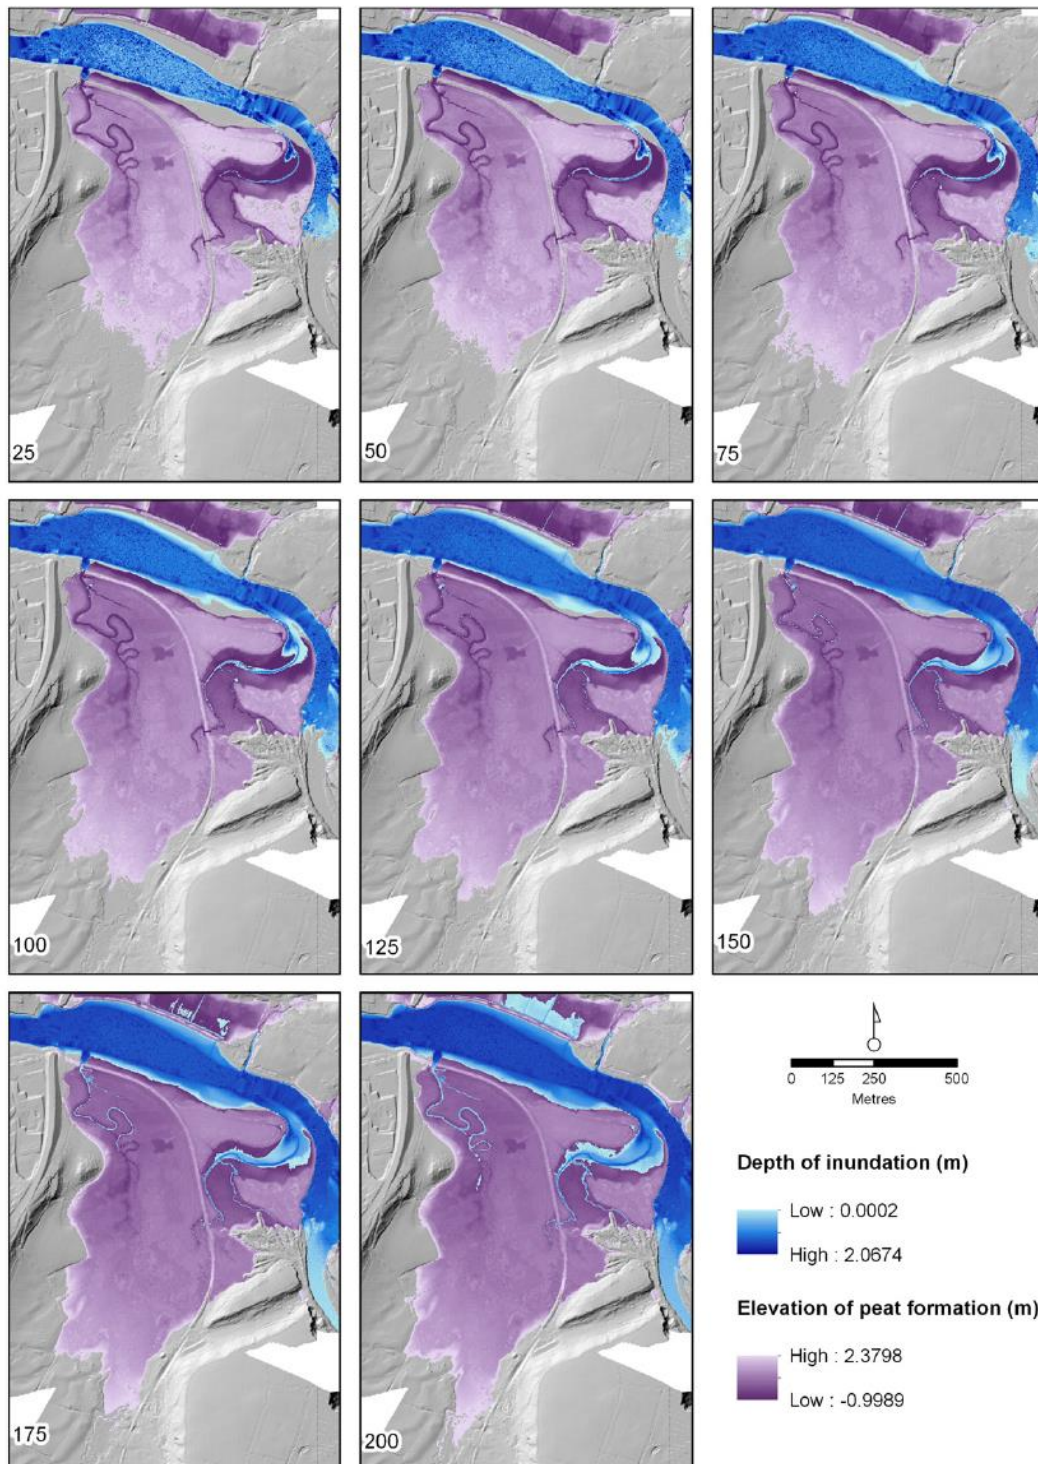 25
50
75
100
125
150
175
200
0 125 250 500
Metres
Depth of inundation (m)
Low : 0.0002
High : 2.0674
Elevation of peat formation (m)
High : 2.3798
Low : -0.9989